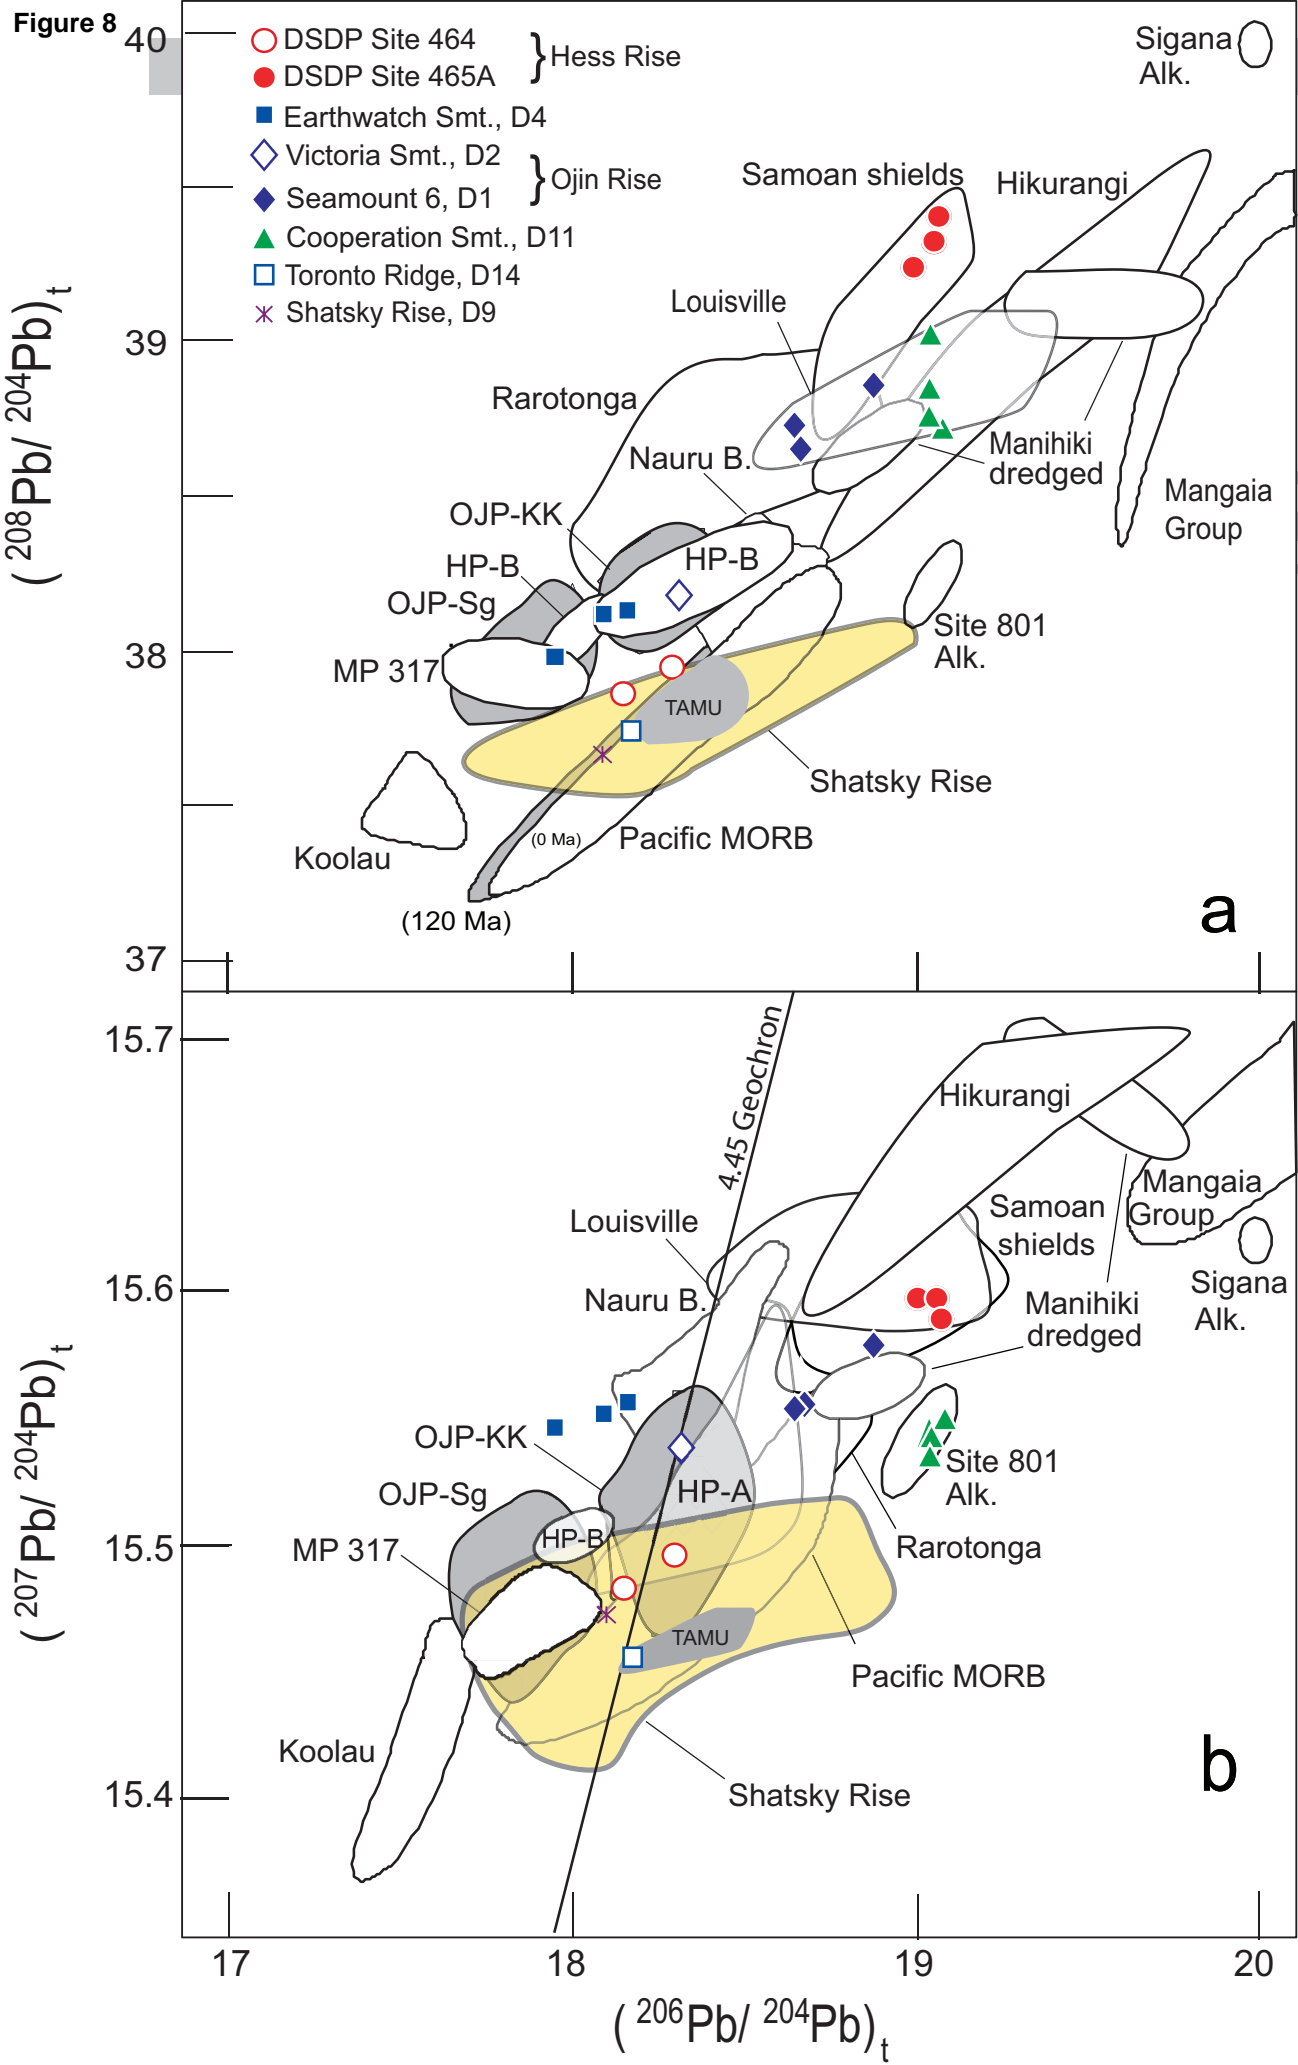 Figure 8
40
DSDP Site 464
DSDP Site 465A
} Hess Rise
Earthwatch Smt., D4
Victoria Smt., D2
Seamount 6, D1
} Ojin Rise
Cooperation Smt., D11
Toronto Ridge, D14
Shatsky Rise, D9
Sigana
Alk.
Samoan shields
Hikurangi
Louisville
39
Rarotonga
Nauru B.
Manihiki
dredged
Mangaia
Group
OJP-KK
HP-B
HP-B
OJP-Sg
Site 801
Alk.
38
MP 317
TAMU
Shatsky Rise
(0 Ma)
Pacific MORB
Koolau
(120 Ma)
a
37
(208Pb/ 204Pb)t
15.7
4.45 Geochron
Hikurangi
Mangaia
Group
Samoan
shields
Louisville
Sigana
Alk.
15.6
Nauru B.
Manihiki
dredged
OJP-KK
Site 801
Alk.
OJP-Sg
HP-A
HP-B
15.5
MP 317
Rarotonga
TAMU
Pacific MORB
Koolau
b
15.4
Shatsky Rise
(207Pb/ 204Pb)t
17
18
19
20
(206Pb/ 204Pb)t